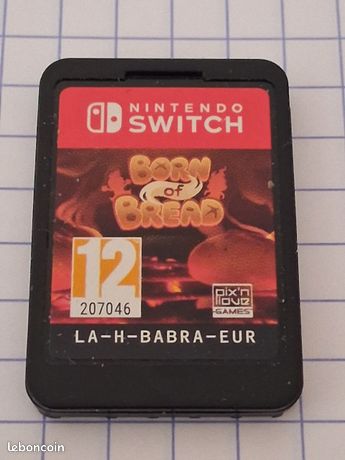 NINTENDO
SWITCH
BORN
of
BREAD
12
207046
pix'n
love
GAMES
LA-H-BABRA-EUR
leboncoin